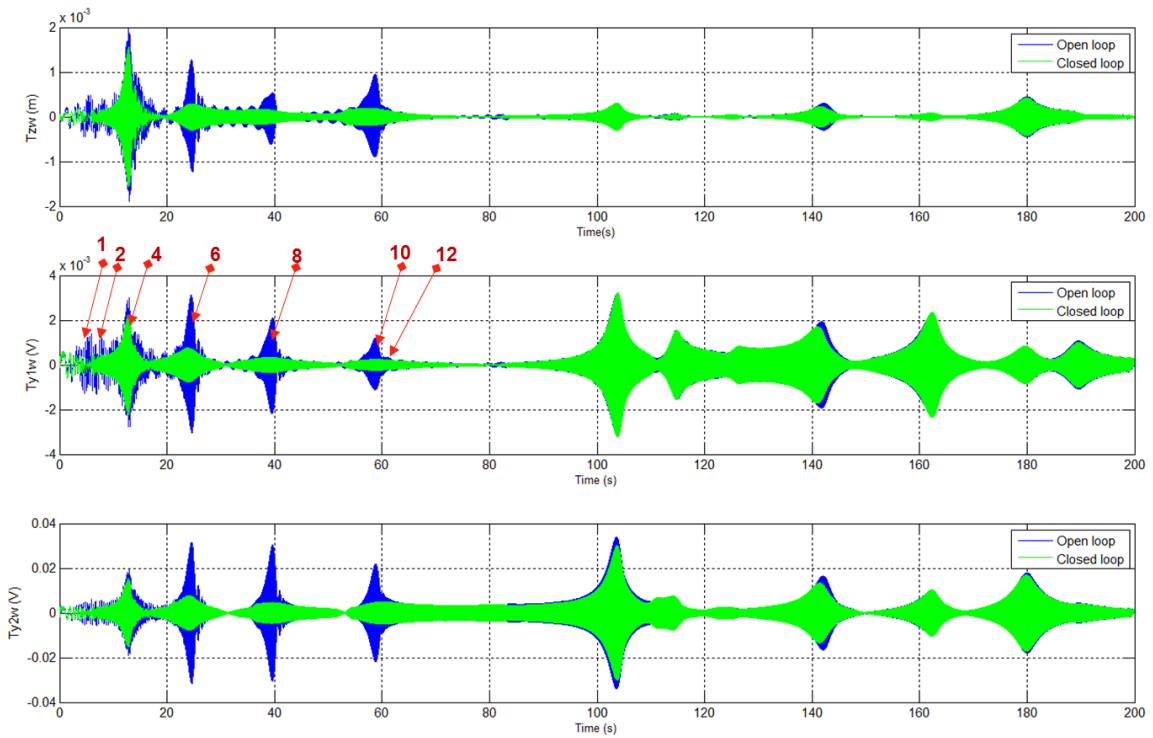 x 10⁻³
2
1
0
-1
-2
Tzw (m)
Open loop
Closed loop
0 20 40 60 80 100 120 140 160 180 200
Time(s)
1 2 4 6 8 10 12
x 10⁻³
4
2
0
-2
-4
Ty1w (V)
Open loop
Closed loop
0 20 40 60 80 100 120 140 160 180 200
Time (s)
0.04
0.02
0
-0.02
-0.04
Ty2w (V)
Open loop
Closed loop
0 20 40 60 80 100 120 140 160 180 200
Time (s)